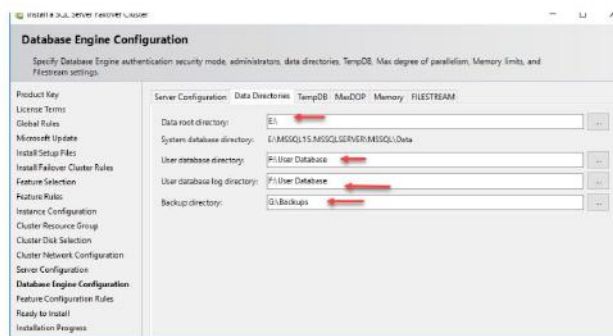 Install a SQL Server Failover Cluster
Database Engine Configuration
Specify Database Engine authentication security mode, administrators, data directories, TempDB, Max degree of parallelism, Memory limits, and
Filestream settings.
Product Key
License Terms
Global Rules
Microsoft Update
Install Setup Files
Install Failover Cluster Rules
Feature Selection
Feature Rules
Instance Configuration
Cluster Resource Group
Cluster Disk Selection
Cluster Network Configuration
Server Configuration
Database Engine Configuration
Feature Configuration Rules
Ready to Install
Installation Progress
Server Configuration Data Directories TempDB MaxDOP Memory FILESTREAM
Data root directory: E:\ ...
System database directory: E:\MSSQL15.MSSQLSERVER\MSSQL\Data
User database directory: F:\User Database ...
User database log directory: F:\User Database ...
Backup directory: G:\Backups ...